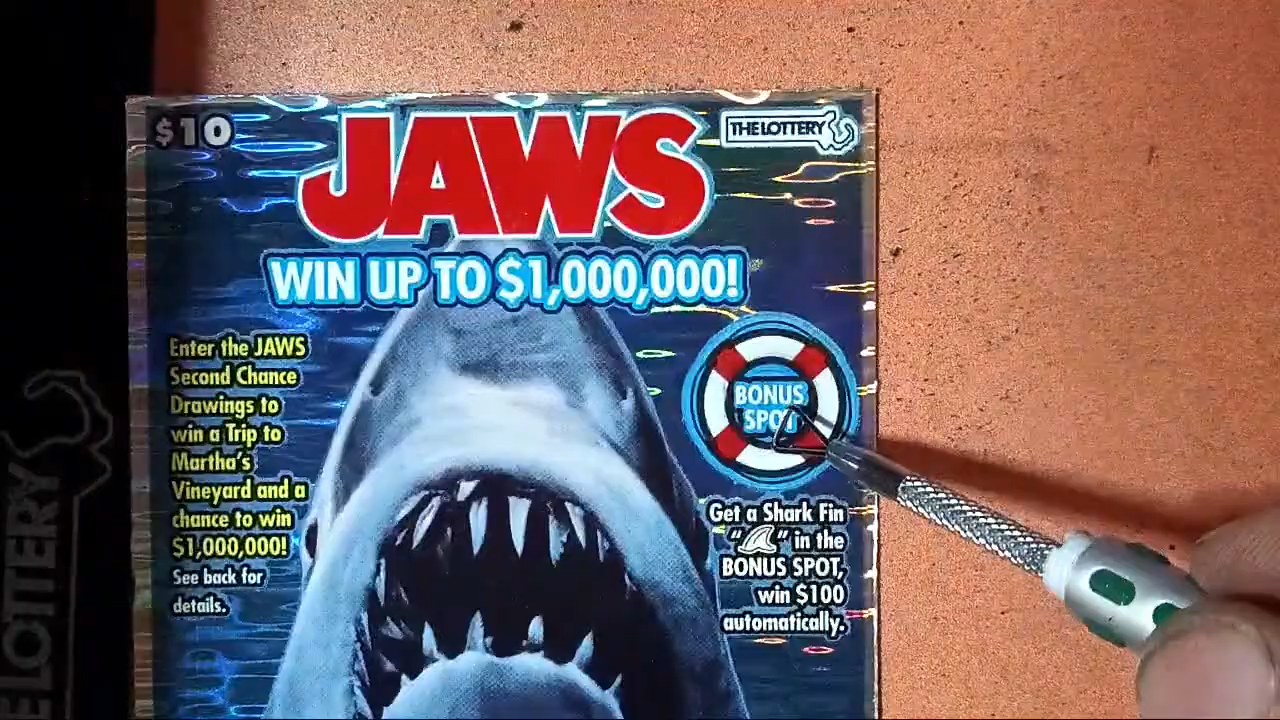 $10
JAWS
THE LOTTERY
WIN UP TO $1,000,000!
Enter the JAWS
Second Chance
Drawings to
win a Trip to
Martha's
Vineyard and a
chance to win
$1,000,000!
See back for
details.
BONUS
SPOT
Get a Shark Fin
" " in the
BONUS SPOT,
win $100
automatically.
E LOTTERY